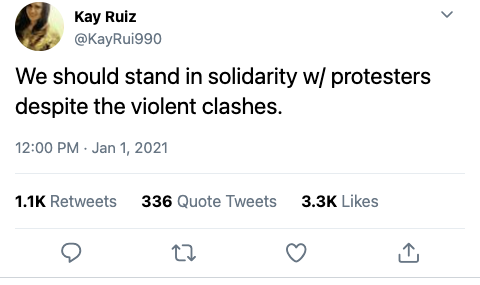 Kay Ruiz
@KayRui990
We should stand in solidarity w/ protesters
despite the violent clashes.
12:00 PM · Jan 1, 2021
1.1K Retweets 336 Quote Tweets 3.3K Likes